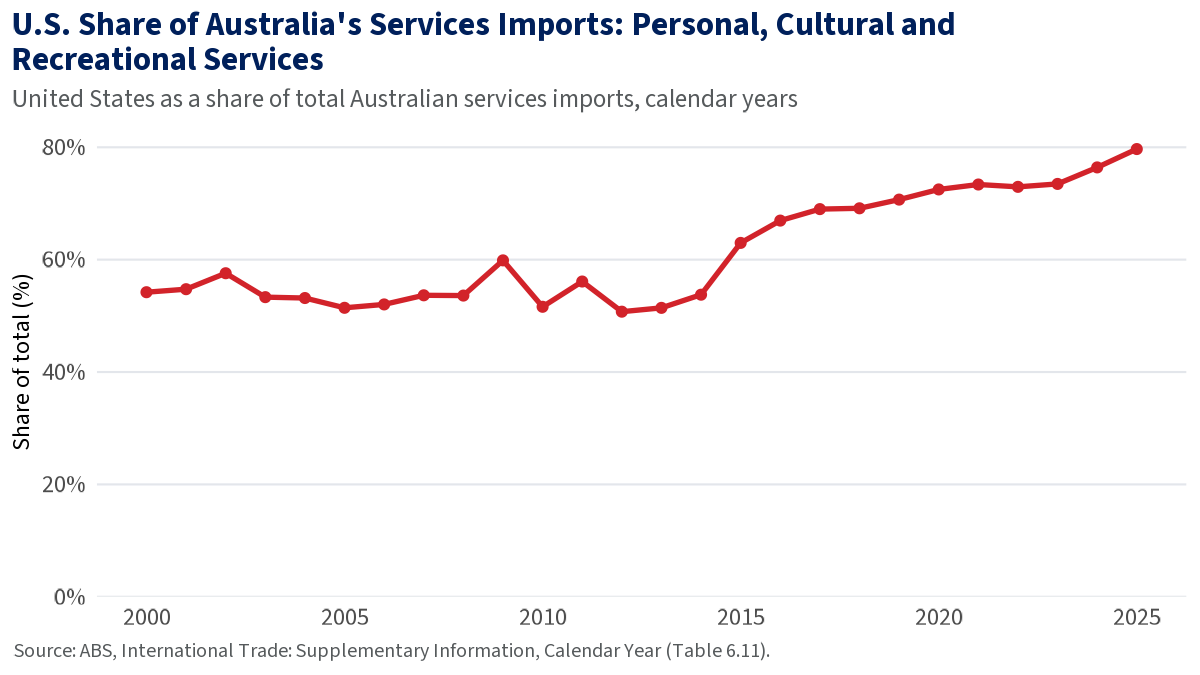 U.S. Share of Australia's Services Imports: Personal, Cultural and
Recreational Services
United States as a share of total Australian services imports, calendar years
Share of total (%)
80%
60%
40%
20%
0%
2000
2005
2010
2015
2020
2025
Source: ABS, International Trade: Supplementary Information, Calendar Year (Table 6.11).